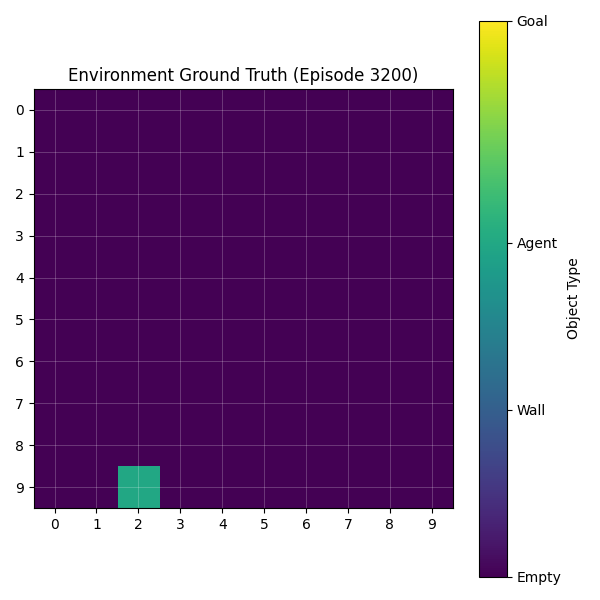 Environment Ground Truth (Episode 3200)
0
1
2
3
4
5
6
7
8
9
0 1 2 3 4 5 6 7 8 9
Goal
Agent
Wall
Empty
Object Type